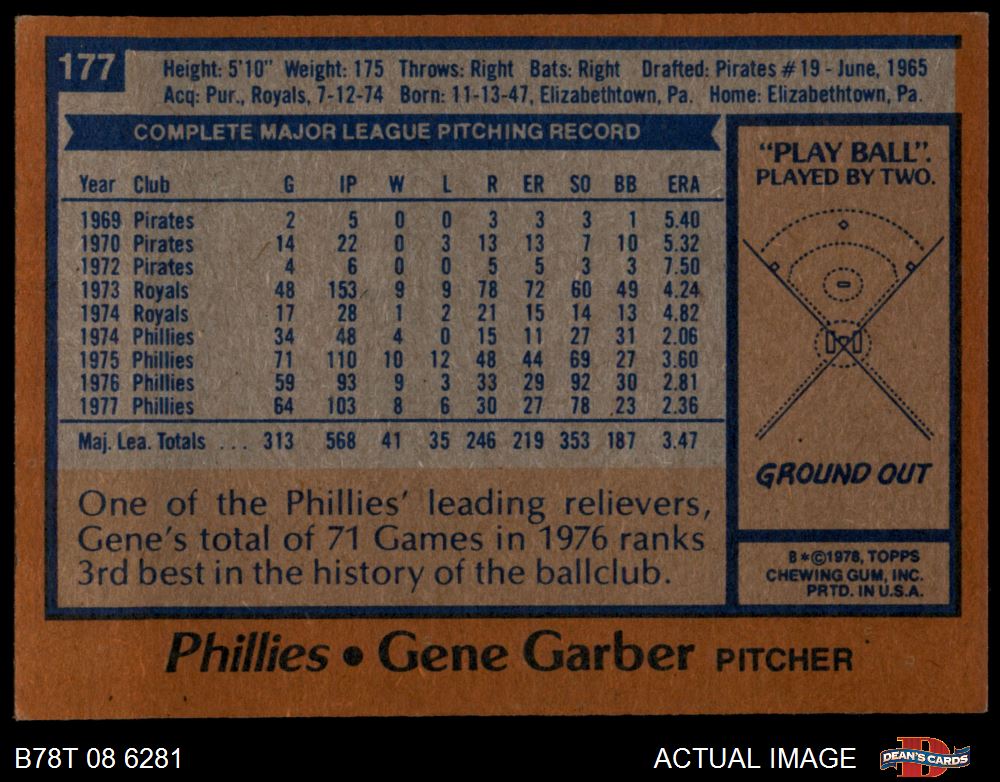 177
Height: 5'10" Weight: 175 Throws: Right Bats: Right Drafted: Pirates #19 - June, 1965
Acq: Pur., Royals, 7-12-74 Born: 11-13-47, Elizabethtown, Pa. Home: Elizabethtown, Pa.
COMPLETE MAJOR LEAGUE PITCHING RECORD
Year Club G IP W L R ER SO BB ERA
1969 Pirates 2 5 0 0 3 3 3 1 5.40
1970 Pirates 14 22 0 3 13 13 7 10 5.32
1972 Pirates 4 6 0 0 5 5 3 3 7.50
1973 Royals 48 153 9 9 78 72 60 49 4.24
1974 Royals 17 28 1 2 21 15 14 13 4.82
1974 Phillies 34 48 4 0 15 11 27 31 2.06
1975 Phillies 71 110 10 12 48 44 69 27 3.60
1976 Phillies 59 93 9 3 33 29 92 30 2.81
1977 Phillies 64 103 8 6 30 27 78 23 2.36
Maj. Lea. Totals ... 313 568 41 35 246 219 353 187 3.47
One of the Phillies' leading relievers,
Gene's total of 71 Games in 1976 ranks
3rd best in the history of the ballclub.
"PLAY BALL".
PLAYED BY TWO.
GROUND OUT
B*©1978, TOPPS
CHEWING GUM, INC.
PRTD. IN U.S.A.
Phillies • Gene Garber PITCHER
B78T 08 6281
ACTUAL IMAGE
D
DEAN'S CARDS